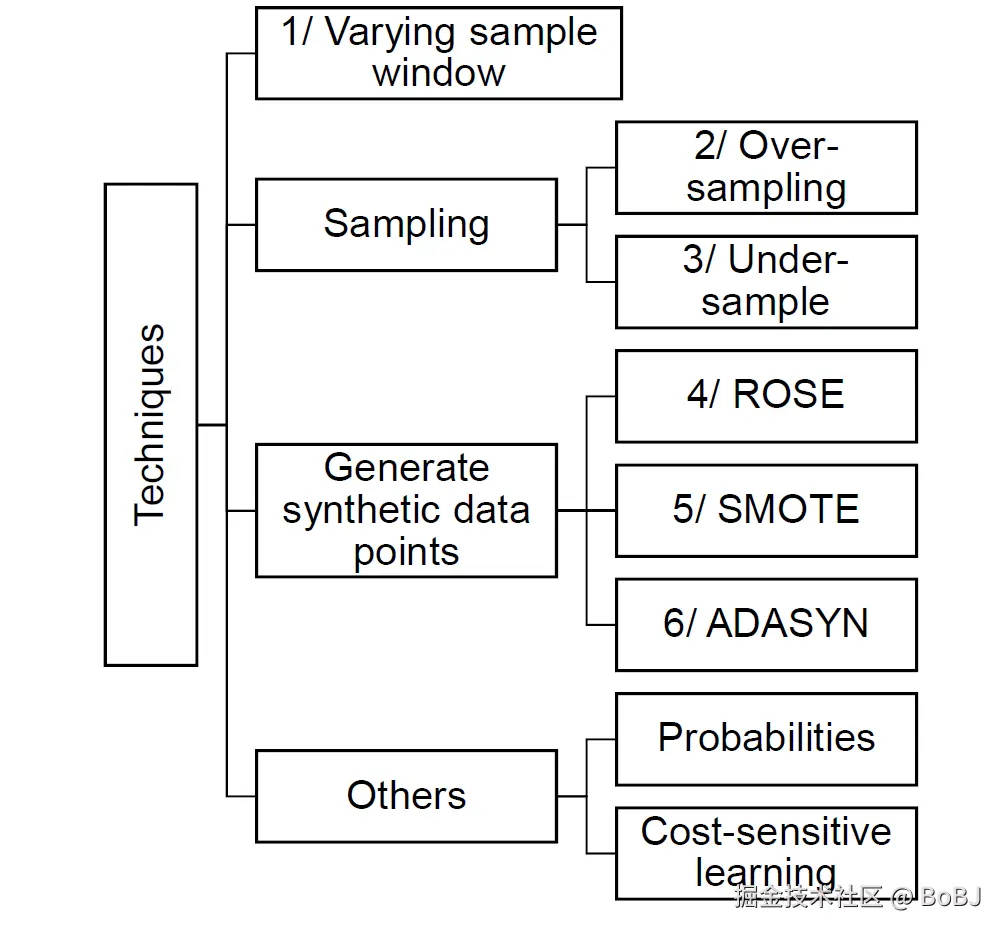 1/ Varying sample
window
2/ Over-
sampling
Sampling
3/ Under-
sample
Techniques
4/ ROSE
Generate
synthetic data
points
5/ SMOTE
6/ ADASYN
Probabilities
Others
Cost-sensitive
learning
掘金技术社区 @ BoBJ